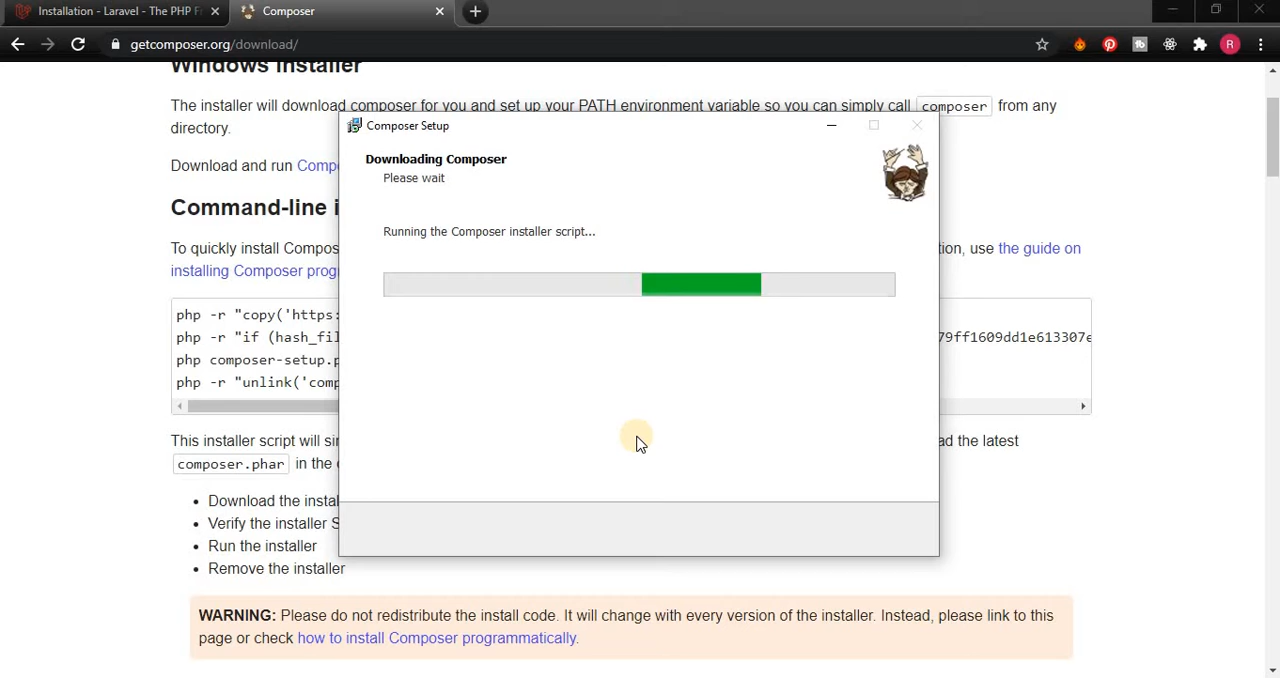 Installation - Laravel - The PHP F
Composer
getcomposer.org/download/
R
Windows Installer
The installer will download composer for you and set up your PATH environment variable so you can simply call composer from any
directory.
Download and run Comp
Command-line i
To quickly install Compos
tion, use the guide on
installing Composer prog
php -r "copy('https:
php -r "if (hash_fil
79ff1609dd1e613307e
php composer-setup.p
php -r "unlink('comp
This installer script will si
ad the latest
composer.phar in the
Download the instal
Verify the installer S
Run the installer
Remove the installer
WARNING: Please do not redistribute the install code. It will change with every version of the installer. Instead, please link to this
page or check how to install Composer programmatically.
Composer Setup
Downloading Composer
Please wait
Running the Composer installer script...